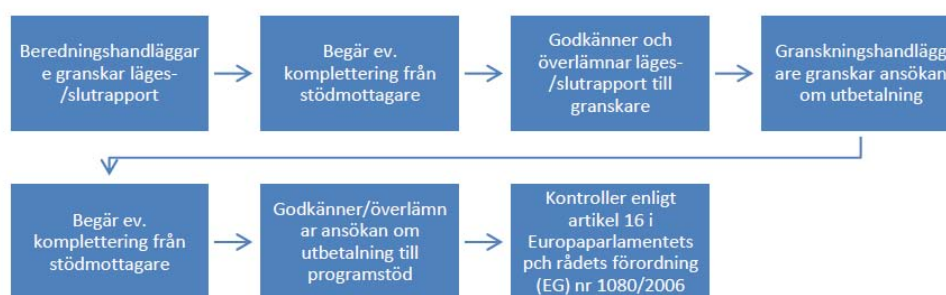 Beredningshandläggar
e granskar läges-
/slutrapport
Begär ev.
komplettering från
stödmottagare
Godkänner och
överlämnar läges-
/slutrapport till
granskare
Granskningshandlägg
are granskar ansökan
om utbetalning
Begär ev.
komplettering från
stödmottagare
Godkänner/överlämn
ar ansökan om
utbetalning till
programstöd
Kontroller enligt
artikel 16 i
Europaparlamentets
pch rådets förordning
(EG) nr 1080/2006